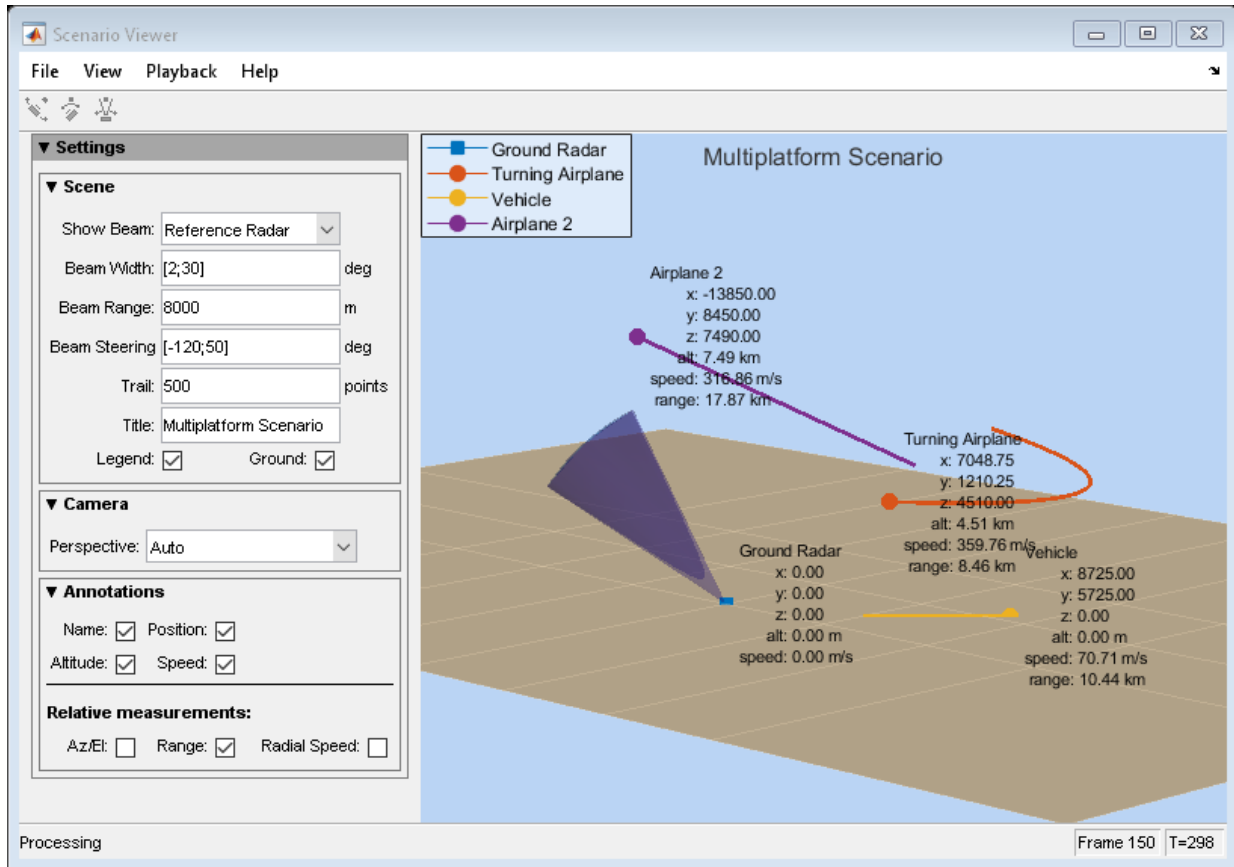 Scenario Viewer
File View Playback Help
▼ Settings
▼ Scene
Show Beam: Reference Radar
Beam Width: [2;30] deg
Beam Range: 8000 m
Beam Steering [-120;50] deg
Trail: 500 points
Title: Multiplatform Scenario
Legend: Ground:
▼ Camera
Perspective: Auto
▼ Annotations
Name: Position:
Altitude: Speed:
Relative measurements:
Az/El: Range: Radial Speed:
Ground Radar
Turning Airplane
Vehicle
Airplane 2
Multiplatform Scenario
Airplane 2
x: -13850.00
y: 8450.00
z: 7490.00
alt: 7.49 km
speed: 316.86 m/s
range: 17.87 km
Turning Airplane
x: 7048.75
y: 1210.25
z: 4510.00
alt: 4.51 km
speed: 359.76 m/s
range: 8.46 km
Ground Radar
x: 0.00
y: 0.00
z: 0.00
alt: 0.00 m
speed: 0.00 m/s
Vehicle
x: 8725.00
y: 5725.00
z: 0.00
alt: 0.00 m
speed: 70.71 m/s
range: 10.44 km
Processing
Frame 150 T=298